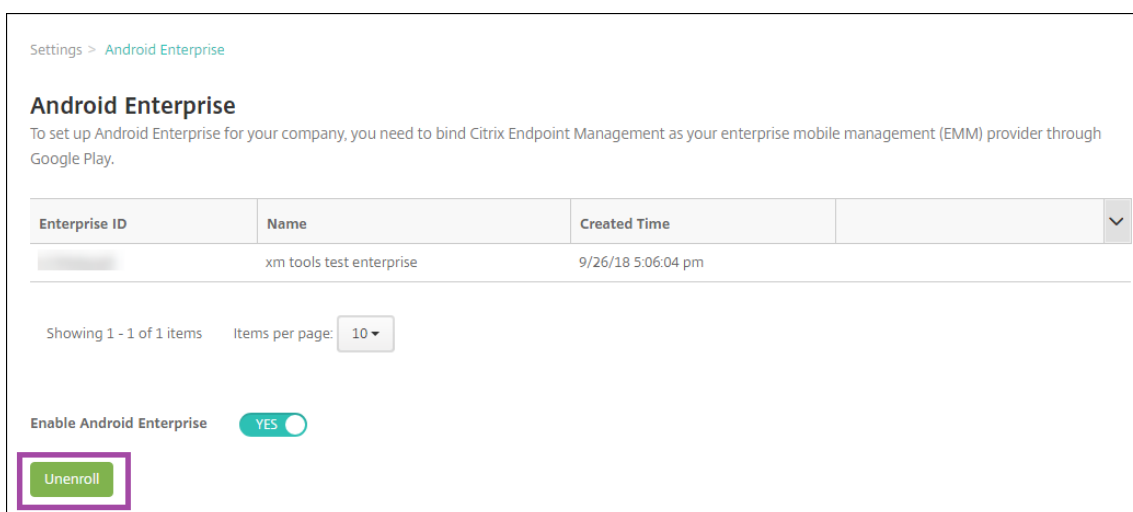 Settings > Android Enterprise
Android Enterprise
To set up Android Enterprise for your company, you need to bind Citrix Endpoint Management as your enterprise mobile management (EMM) provider through
Google Play.
Enterprise ID Name Created Time
xm tools test enterprise 9/26/18 5:06:04 pm
Showing 1 - 1 of 1 items Items per page: 10
Enable Android Enterprise YES
Unenroll